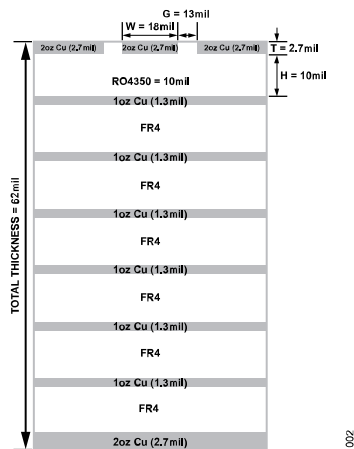 G = 13mil
W = 18mil
2oz Cu (2.7mil)
2oz Cu (2.7mil)
2oz Cu (2.7mil)
T = 2.7mil
RO4350 = 10mil
H = 10mil
1oz Cu (1.3mil)
FR4
1oz Cu (1.3mil)
FR4
1oz Cu (1.3mil)
FR4
1oz Cu (1.3mil)
FR4
1oz Cu (1.3mil)
FR4
1oz Cu (1.3mil)
FR4
2oz Cu (2.7mil)
TOTAL THICKNESS = 62mil
002